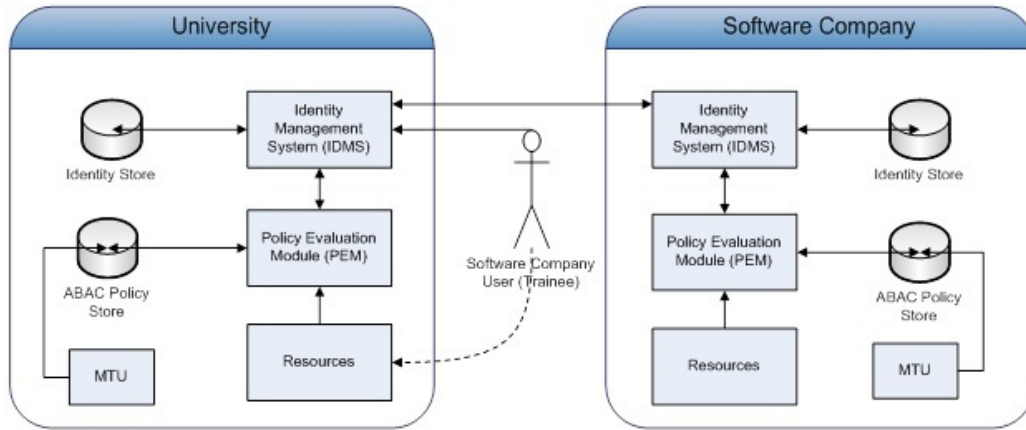 University
Identity
Management
System (IDMS)
Identity Store
Policy Evaluation
Module (PEM)
ABAC Policy
Store
MTU
Resources
Software Company
User (Trainee)
Software Company
Identity
Management
System (IDMS)
Identity Store
Policy Evaluation
Module (PEM)
ABAC Policy
Store
Resources
MTU